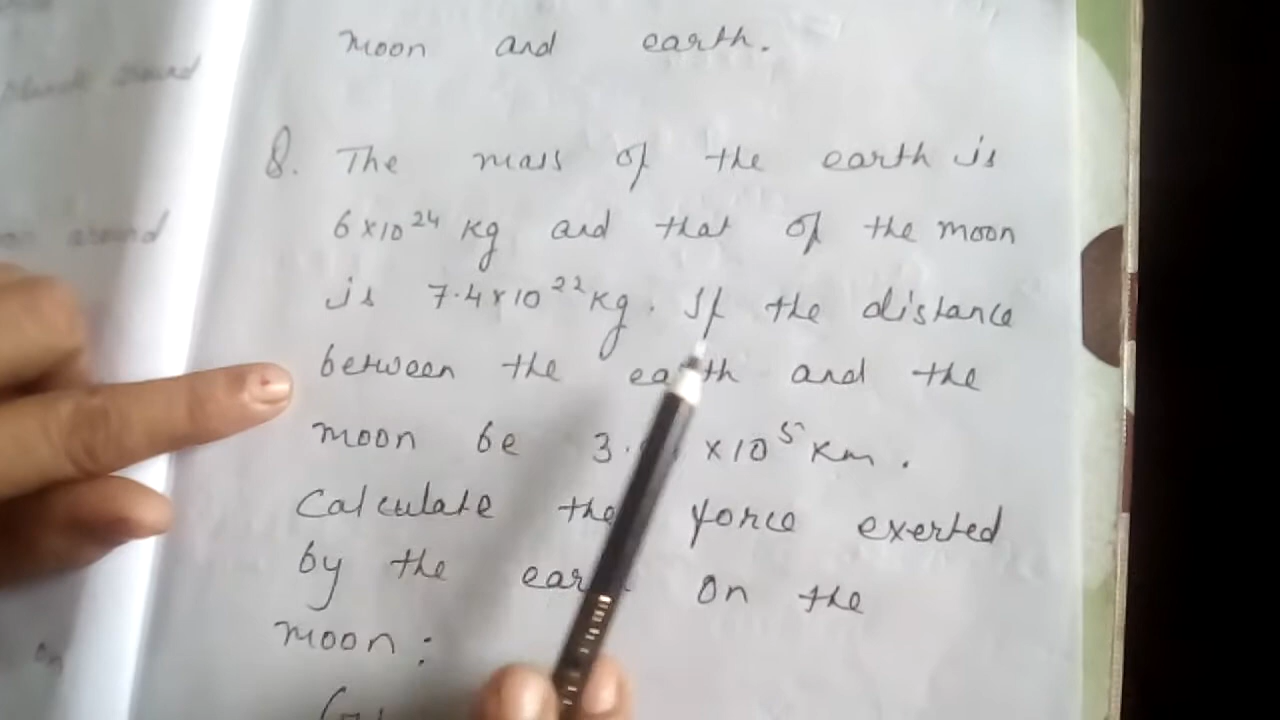 moon and earth.
Q. The mass of the earth is
6×10²⁴ kg and that of the moon
is 7.4×10²² kg. If the distance
between the earth and the
moon be 3. ×10⁵ km.
Calculate the force exerted
by the earth on the
moon: